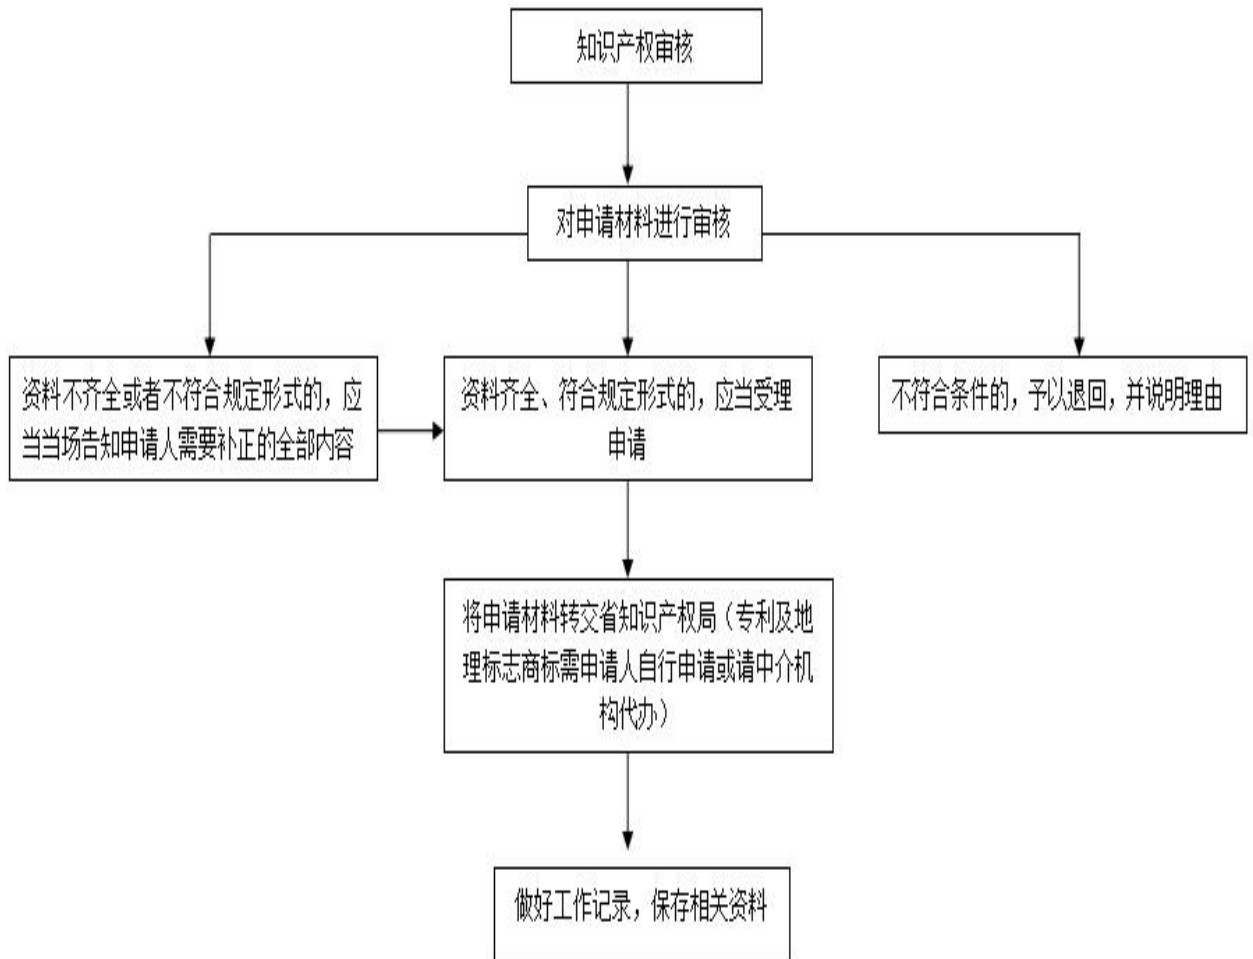 知识产权审核
对申请材料进行审核
资料不齐全或者不符合规定形式的，应
当当场告知申请人需要补正的全部内容
资料齐全、符合规定形式的，应当受理
申请
不符合条件的，予以退回，并说明理由
将申请材料转交省知识产权局（专利及地
理标志商标需申请人自行申请或请中介机
构代办）
做好工作记录，保存相关资料